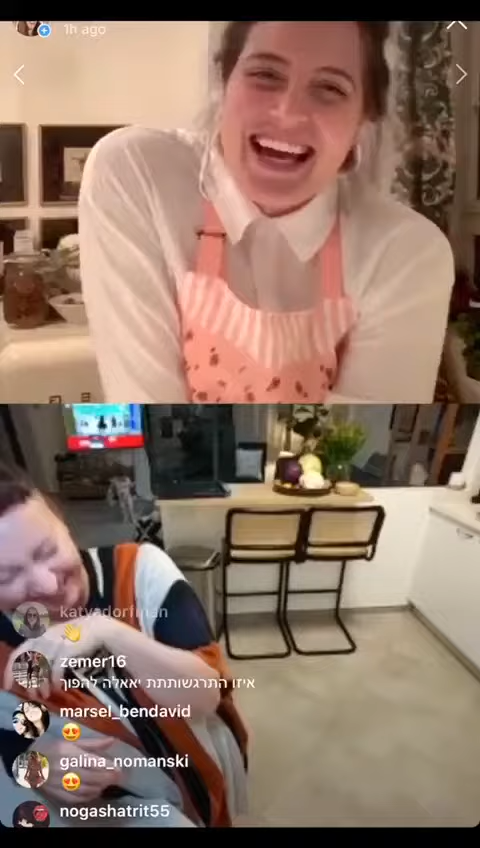 1h ago
katyadorfman
👋
zemer16
איזו התרגשותתת יאאלה להפוך
marsel_bendavid
😍
galina_nomanski
😍
nogashatrit55